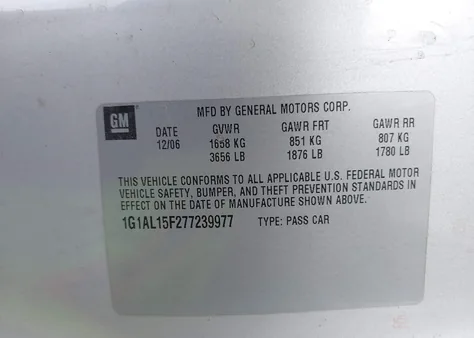 GM
MFD BY GENERAL MOTORS CORP.
DATE GVWR GAWR FRT GAWR RR
12/06 1658 KG 851 KG 807 KG
3656 LB 1876 LB 1780 LB
THIS VEHICLE CONFORMS TO ALL APPLICABLE U.S. FEDERAL MOTOR
VEHICLE SAFETY, BUMPER, AND THEFT PREVENTION STANDARDS IN
EFFECT ON THE DATE OF MANUFACTURE SHOWN ABOVE.
1G1AL15F277239977 TYPE: PASS CAR